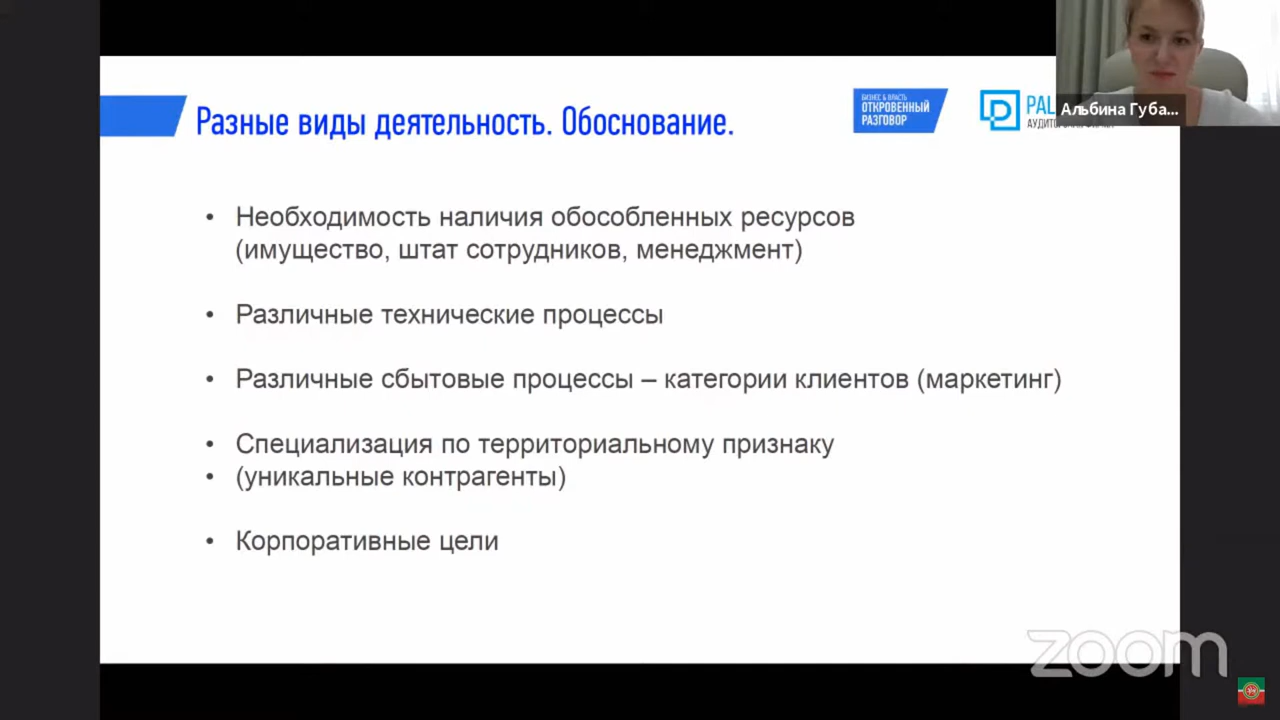 Разные виды деятельность. Обоснование.
БИЗНЕС & ВЛАСТЬ
ОТКРОВЕННЫЙ
РАЗГОВОР
PAL
Альбина Губа...
• Необходимость наличия обособленных ресурсов
(имущество, штат сотрудников, менеджмент)
• Различные технические процессы
• Различные сбытовые процессы – категории клиентов (маркетинг)
• Специализация по территориальному признаку
• (уникальные контрагенты)
• Корпоративные цели
zoom